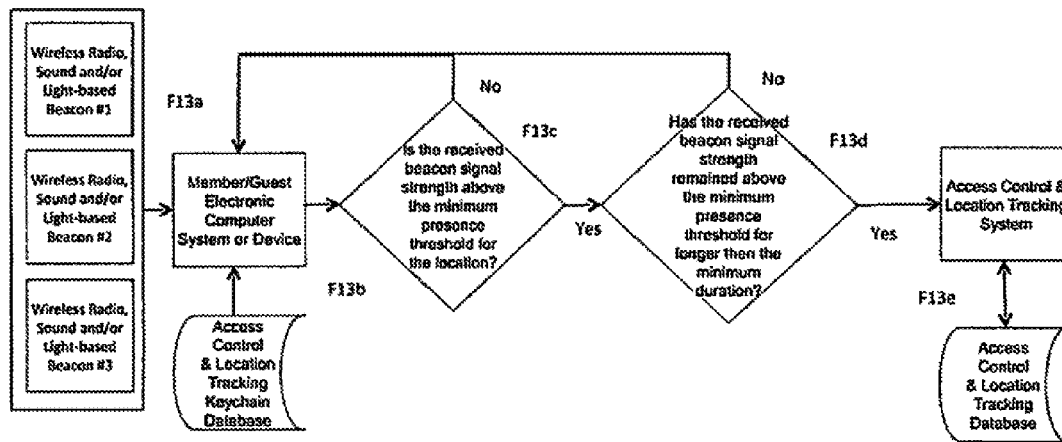 Wireless Radio,
Sound and/or
Light-based
Beacon #1
Wireless Radio,
Sound and/or
Light-based
Beacon #2
Wireless Radio,
Sound and/or
Light-based
Beacon #3
F13a
Member/Guest
Electronic
Computer
System or Device
F13b
Access
Control
& Location
Tracking
Keychain
Database
No
F13c
Is the received
beacon signal
strength above
the minimum
presence
threshold for
the location?
Yes
No
F13d
Has the received
beacon signal
strength
remained above
the minimum
presence
threshold for
longer then the
minimum
duration?
Yes
Access Control &
Location Tracking
System
F13e
Access
Control
& Location
Tracking
Database